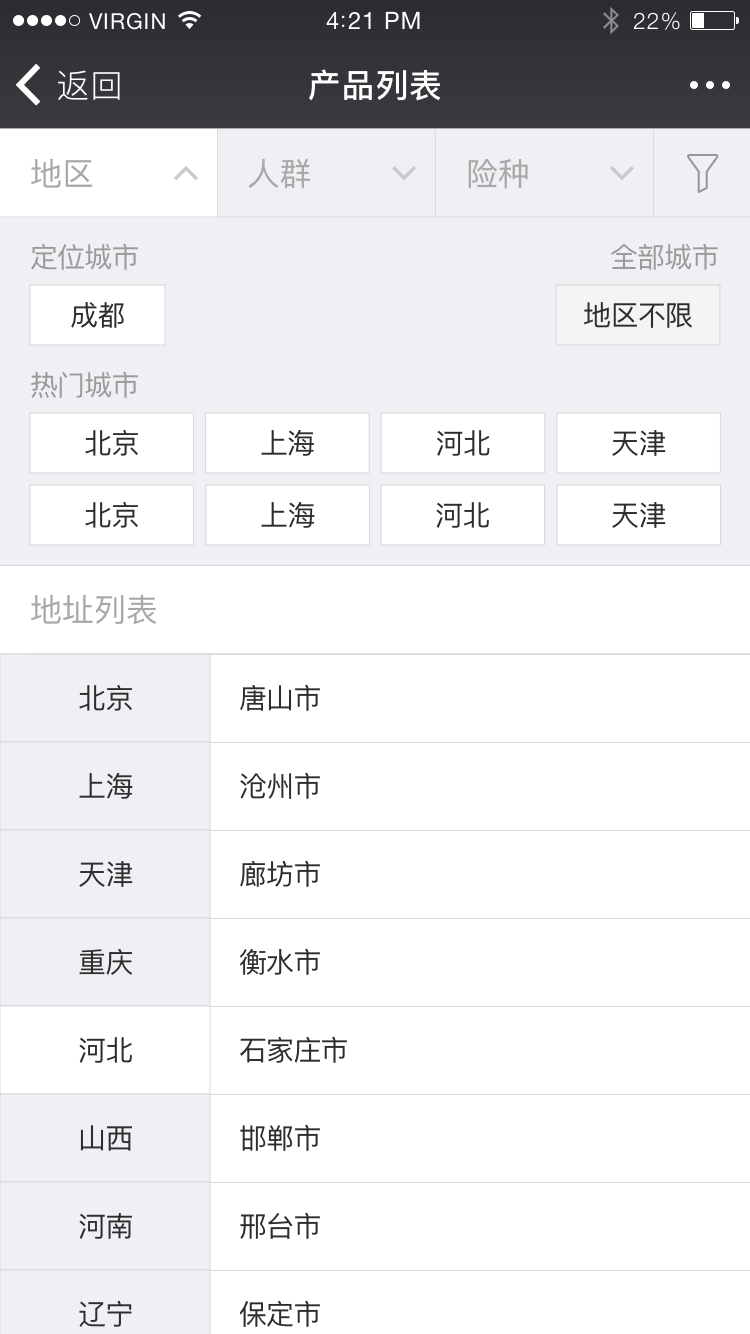 VIRGIN 4:21 PM 22%
返回 产品列表
地区 人群 险种
定位城市 全部城市
成都 地区不限
热门城市
北京 上海 河北 天津
北京 上海 河北 天津
地址列表
北京 唐山市
上海 沧州市
天津 廊坊市
重庆 衡水市
河北 石家庄市
山西 邯郸市
河南 邢台市
辽宁 保定市